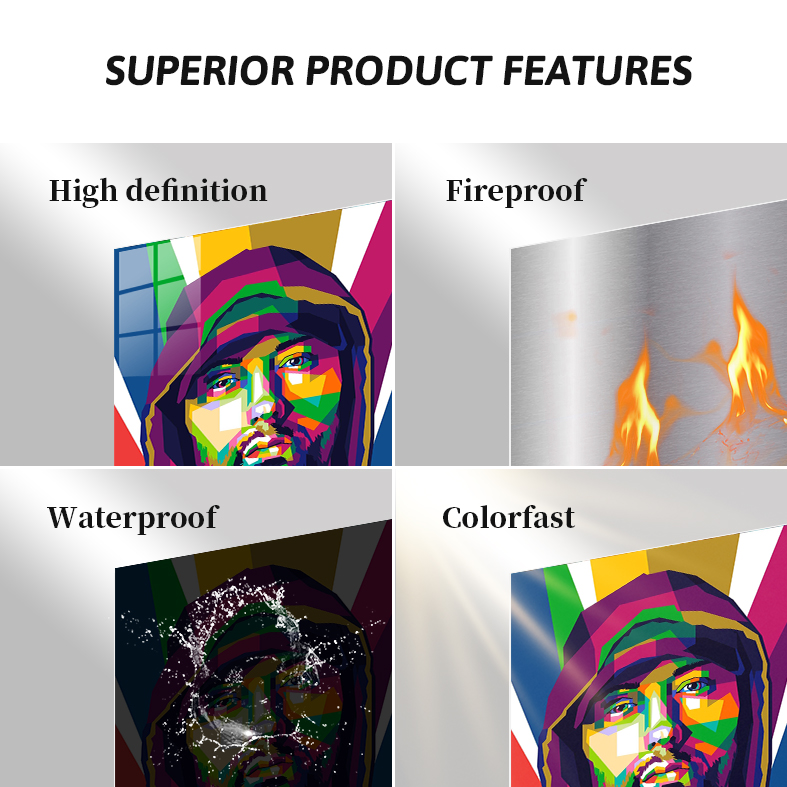 SUPERIOR PRODUCT FEATURES
High definition
Fireproof
Waterproof
Colorfast